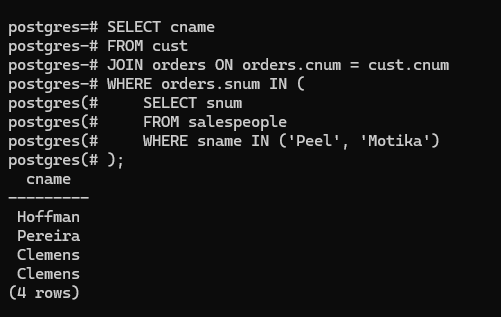 postgres=# SELECT cname
postgres-# FROM cust
postgres-# JOIN orders ON orders.cnum = cust.cnum
postgres-# WHERE orders.snum IN (
postgres(#     SELECT snum
postgres(#     FROM salespeople
postgres(#     WHERE sname IN ('Peel', 'Motika')
postgres(# );
  cname
---------
 Hoffman
 Pereira
 Clemens
 Clemens
(4 rows)